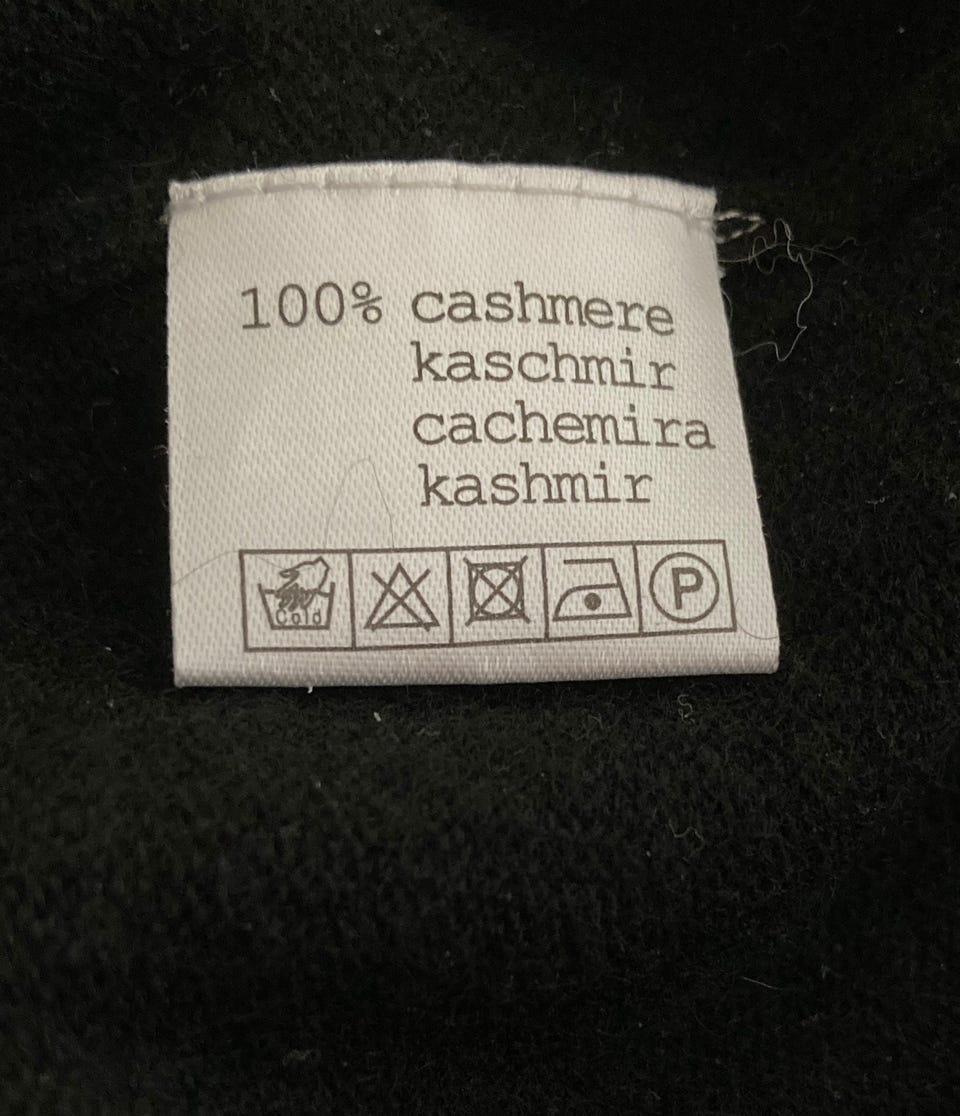 100% cashmere
kaschmir
cachemira
kashmir
Cold P